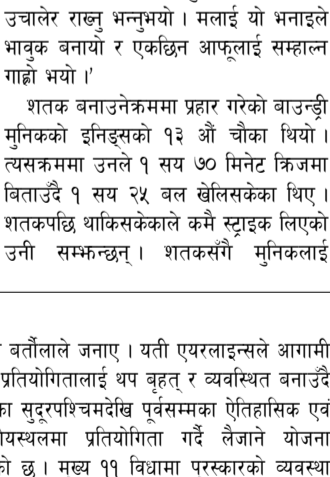 उचालेर राख्नु भन्नुभयो । मलाई यो भनाइले
भावुक बनायो र एकछिन आफूलाई सम्हाल्न
गाह्रो भयो ।’
शतक बनाउनेक्रममा प्रहार गरेको बाउन्ड्री
मुनिकको इनिङ्सको १३ औं चौका थियो ।
त्यसक्रममा उनले १ सय ७० मिनेट क्रिजमा
बिताउँदै १ सय २५ बल खेलिसकेका थिए ।
शतकपछि थाकिसकेकाले कमै स्ट्राइक लिएको
उनी सम्झन्छन् । शतकसँगै मुनिकलाई
बर्तौलाले जनाए । यती एयरलाइन्सले आगामी
प्रतियोगितालाई थप बृहत् र व्यवस्थित बनाउँदै
का सुदूरपश्चिमदेखि पूर्वसम्मका ऐतिहासिक एवं
ीयस्थलमा प्रतियोगिता गर्दै लैजाने योजना
को छ । मुख्य ११ विधामा पुरस्कारको व्यवस्था